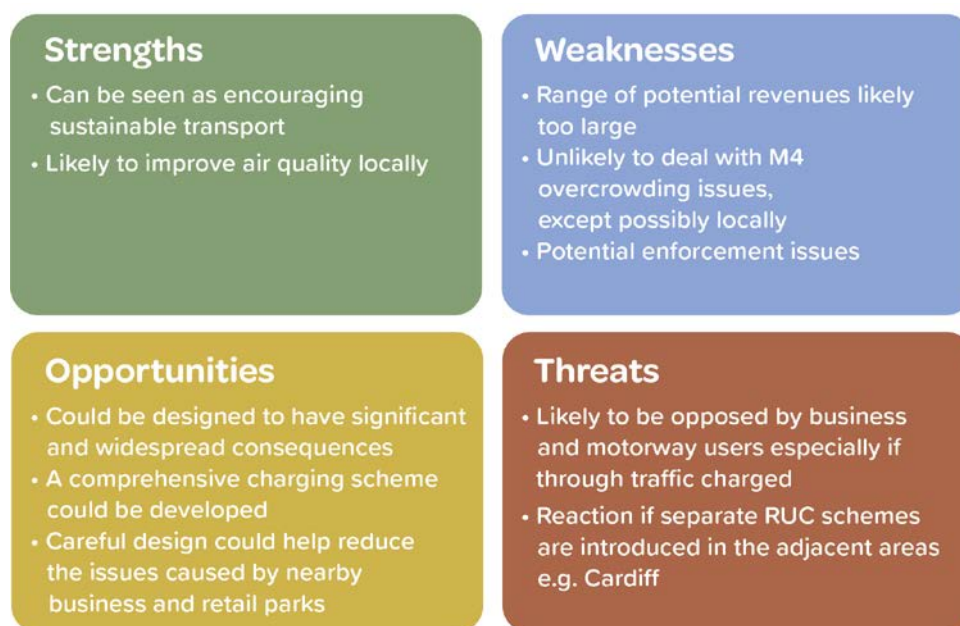 Strengths
• Can be seen as encouraging
sustainable transport
• Likely to improve air quality locally
Weaknesses
• Range of potential revenues likely
too large
• Unlikely to deal with M4
overcrowding issues,
except possibly locally
• Potential enforcement issues
Opportunities
• Could be designed to have significant
and widespread consequences
• A comprehensive charging scheme
could be developed
• Careful design could help reduce
the issues caused by nearby
business and retail parks
Threats
• Likely to be opposed by business
and motorway users especially if
through traffic charged
• Reaction if separate RUC schemes
are introduced in the adjacent areas
e.g. Cardiff